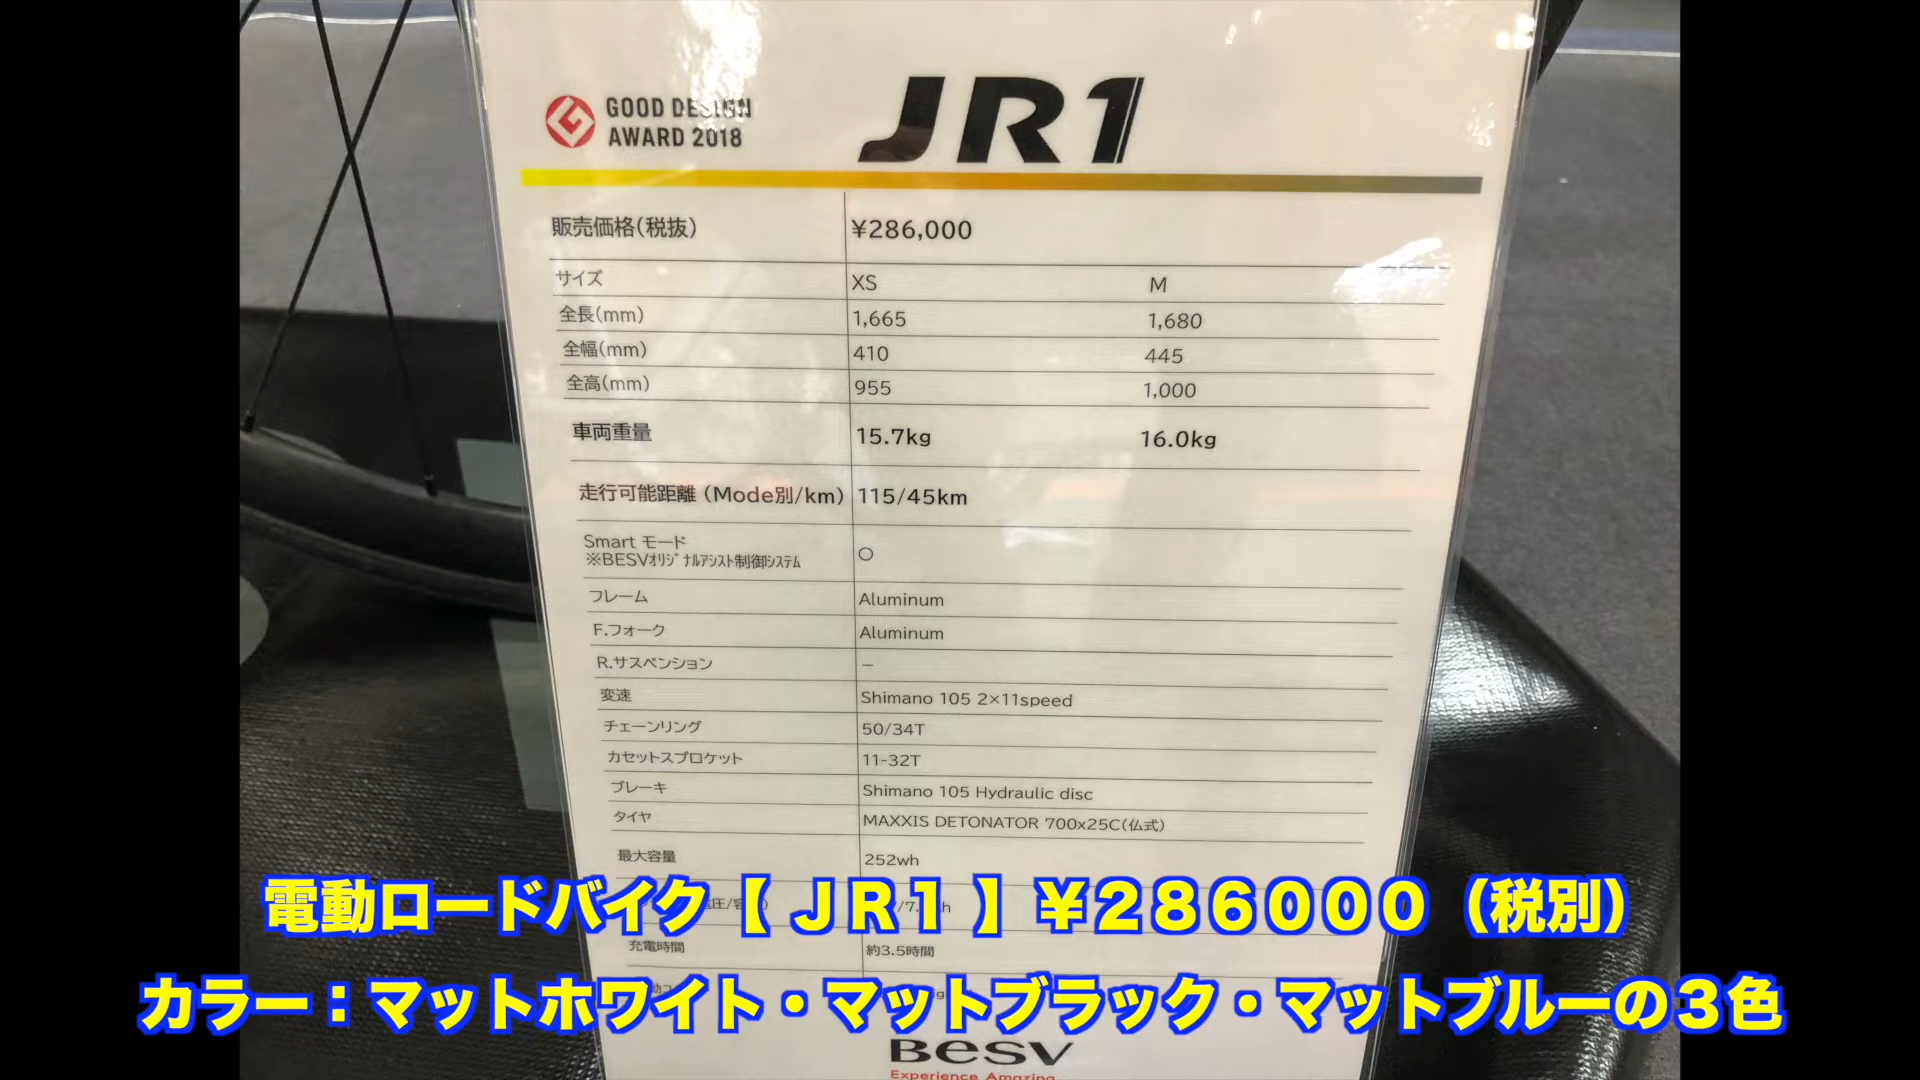 GOOD DESIGN
AWARD 2018
JR1
販売価格(税抜) ¥286,000
サイズ XS M
全長(mm) 1,665 1,680
全幅(mm) 410 445
全高(mm) 955 1,000
車両重量 15.7kg 16.0kg
走行可能距離 (Mode別/km) 115/45km
Smart モード
※BESVｵﾘｼﾞﾅﾙｱｼｽﾄ制御ｼｽﾃﾑ ○
フレーム Aluminum
F.フォーク Aluminum
R.サスペンション −
変速 Shimano 105 2×11speed
チェーンリング 50/34T
カセットスプロケット 11-32T
ブレーキ Shimano 105 Hydraulic disc
タイヤ MAXXIS DETONATOR 700x25C(仏式)
最大容量 252wh
電動ロードバイク【 JR１ 】￥２８６０００（税別）
充電時間 約3.5時間
カラー：マットホワイト・マットブラック・マットブルーの３色
BESV
Experience Amazing